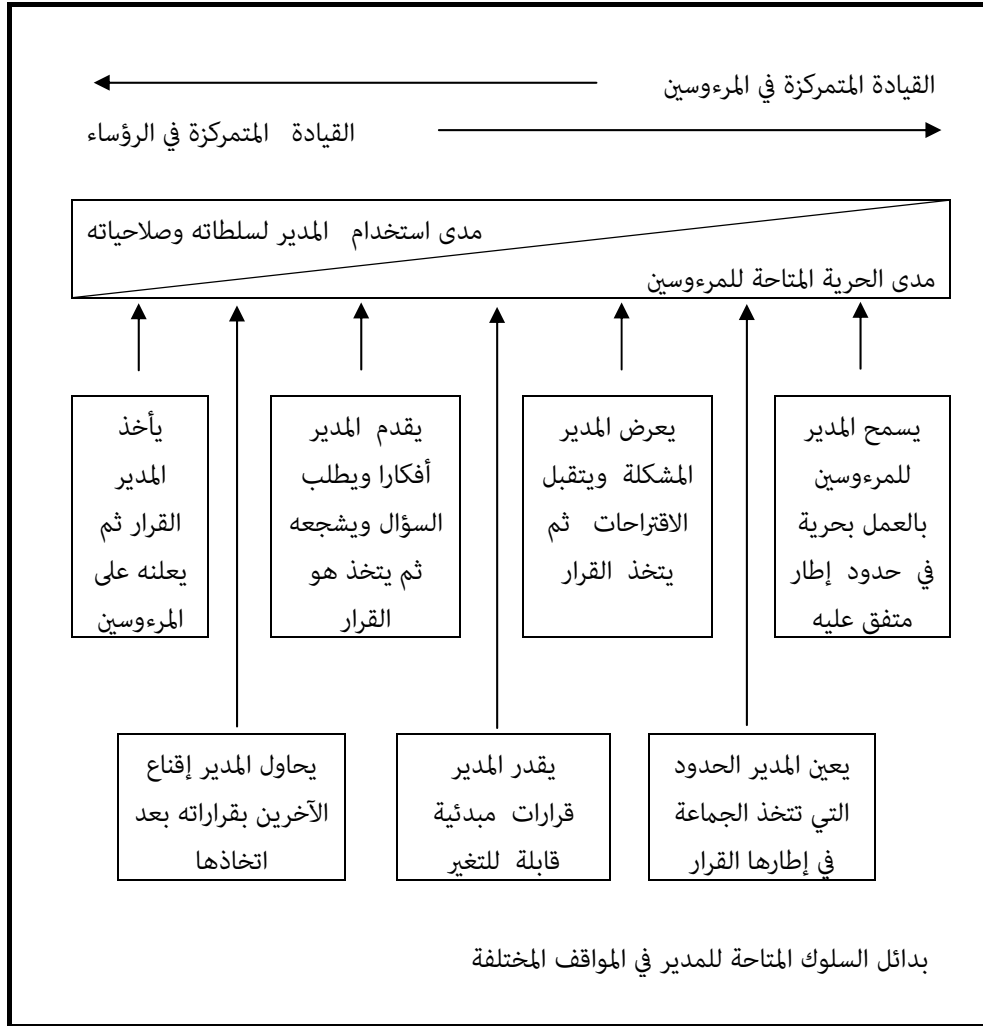 القيادة المتمركزة في المرءوسين
القيادة المتمركزة في الرؤساء
مدى استخدام المدير لسلطاته وصلاحياته
مدى الحرية المتاحة للمرءوسين
يسمح المدير
للمرءوسين
بالعمل بحرية
في حدود إطار
متفق عليه
يعرض المدير
المشكلة ويتقبل
الاقتراحات ثم
يتخذ القرار
يقدم المدير
أفكارا ويطلب
السؤال ويشجعه
ثم يتخذ هو
القرار
يأخذ
المدير
القرار ثم
يعلنه على
المرءوسين
يعين المدير الحدود
التي تتخذ الجماعة
في إطارها القرار
يقدر المدير
قرارات مبدئية
قابلة للتغير
يحاول المدير إقناع
الآخرين بقراراته بعد
اتخاذها
بدائل السلوك المتاحة للمدير في المواقف المختلفة